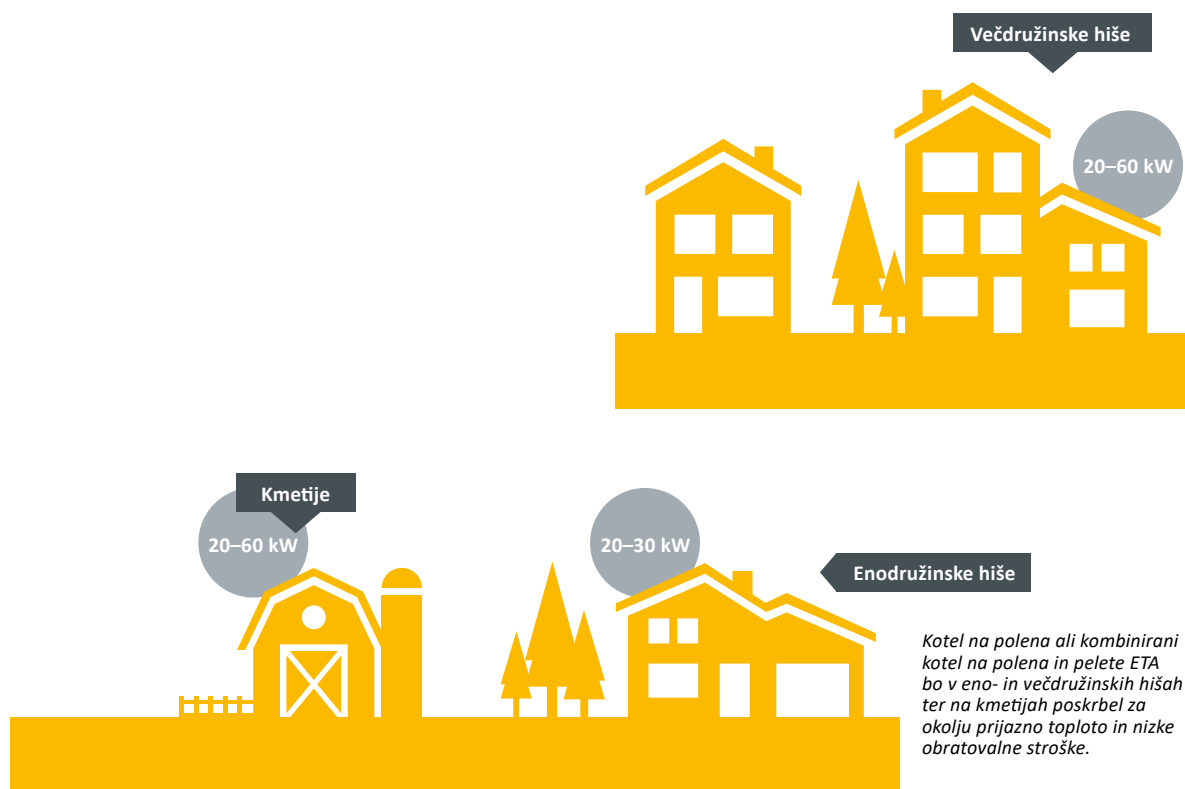 Večdružinske hiše
20–60 kW
Kmetije
20–60 kW
20–30 kW
Enodružinske hiše
Kotel na polena ali kombinirani
kotel na polena in pelete ETA
bo v eno- in večdružinskih hišah
ter na kmetijah poskrbel za
okolju prijazno toploto in nizke
obratovalne stroške.